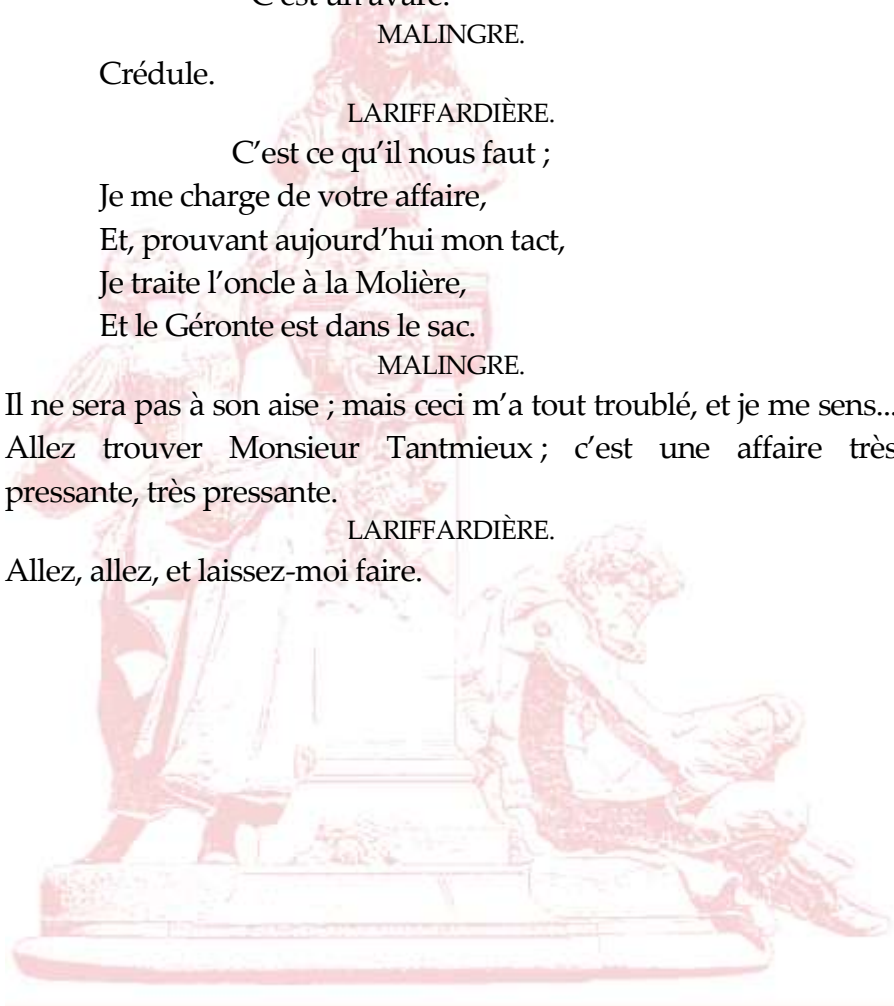 C'est un avare.
MALINGRE.
Crédule.
LARIFFARDIÈRE.
C'est ce qu'il nous faut ;
Je me charge de votre affaire,
Et, prouvant aujourd'hui mon tact,
Je traite l'oncle à la Molière,
Et le Géronte est dans le sac.
MALINGRE.
Il ne sera pas à son aise ; mais ceci m'a tout troublé, et je me sens...
Allez trouver Monsieur Tantmieux ; c'est une affaire très
pressante, très pressante.
LARIFFARDIÈRE.
Allez, allez, et laissez-moi faire.